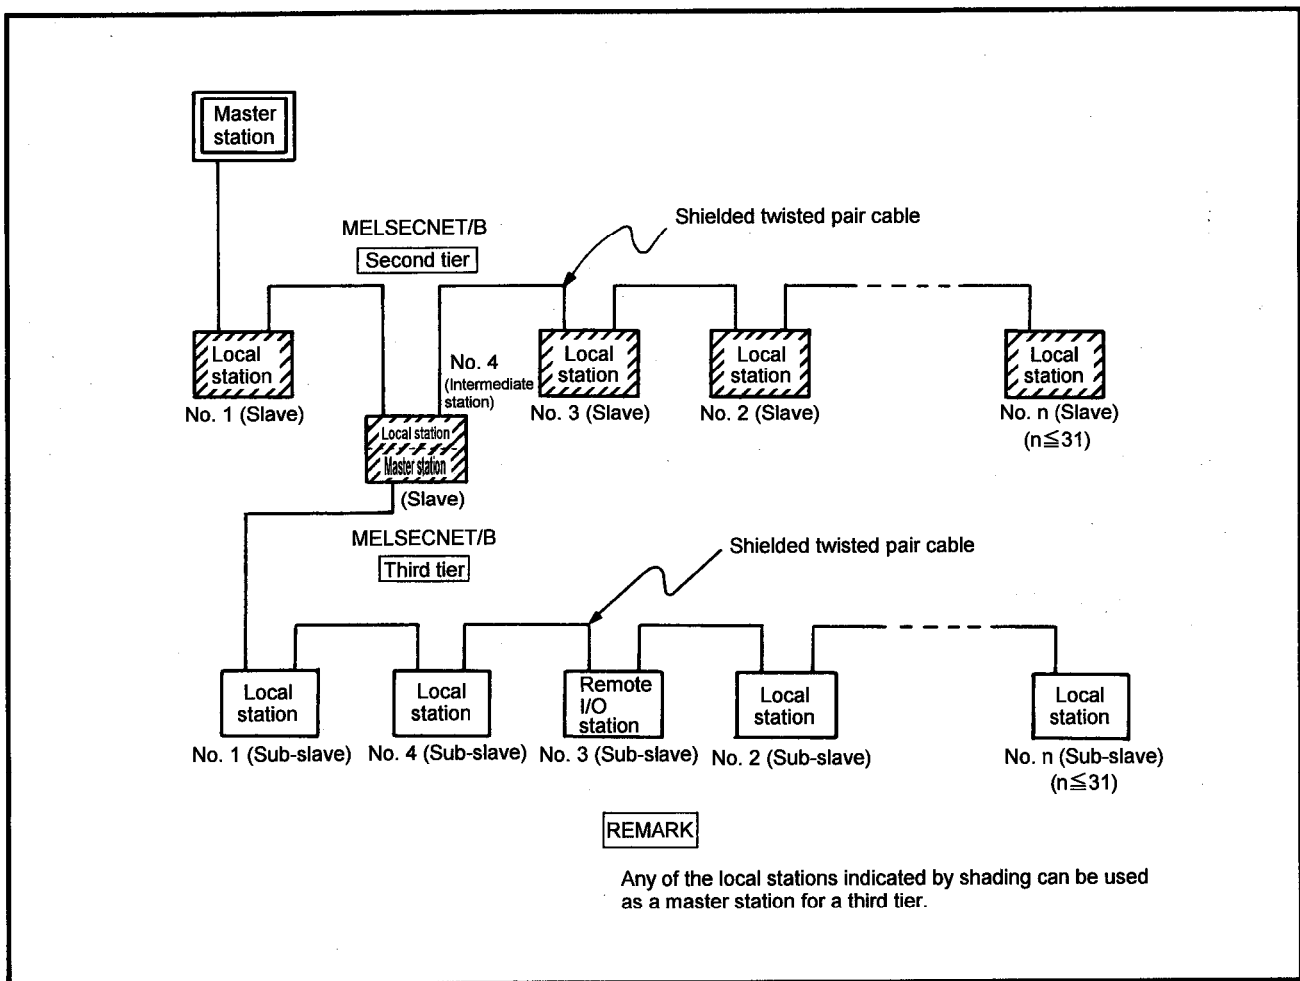 Master
station
MELSECNET/B
Second tier
Shielded twisted pair cable
Local
station
No. 1 (Slave)
No. 4
(Intermediate
station)
Local station
Master station
(Slave)
Local
station
No. 3 (Slave)
Local
station
No. 2 (Slave)
Local
station
No. n (Slave)
(n≦31)
MELSECNET/B
Third tier
Shielded twisted pair cable
Local
station
No. 1 (Sub-slave)
Local
station
No. 4 (Sub-slave)
Remote
I/O
station
No. 3 (Sub-slave)
Local
station
No. 2 (Sub-slave)
Local
station
No. n (Sub-slave)
(n≦31)
REMARK
Any of the local stations indicated by shading can be used
as a master station for a third tier.